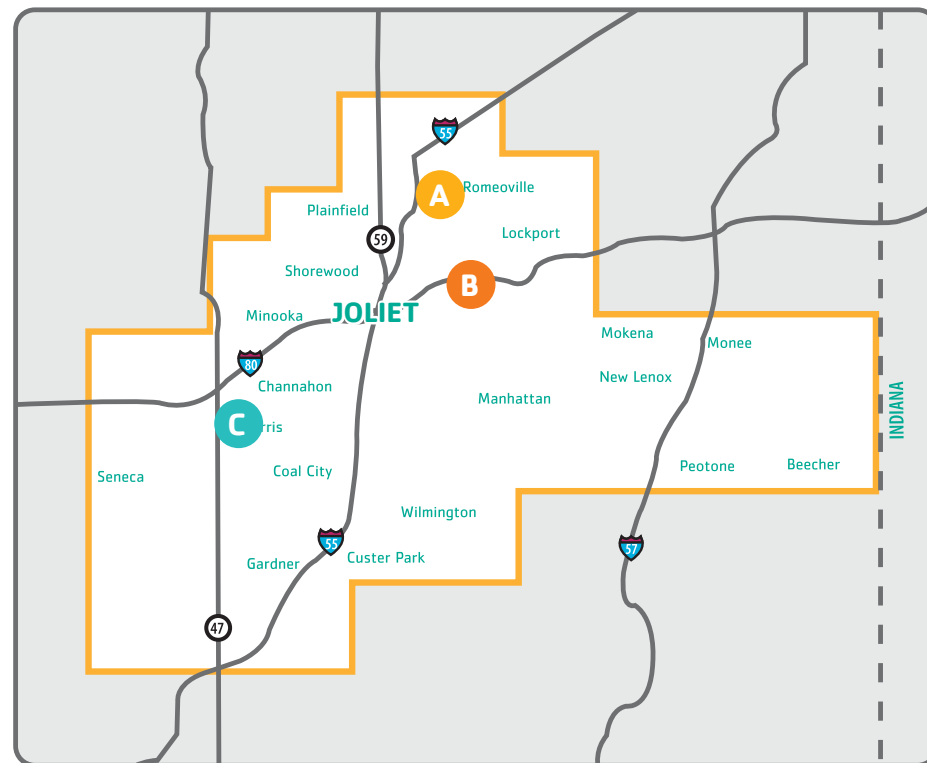 55
A
Romeoville
Plainfield
Lockport
59
Shorewood
B
JOLIET
Minooka
Mokena
Monee
80
Channahon
New Lenox
Manhattan
INDIANA
C
rris
Coal City
Seneca
Peotone
Beecher
Wilmington
55
Custer Park
Gardner
57
47